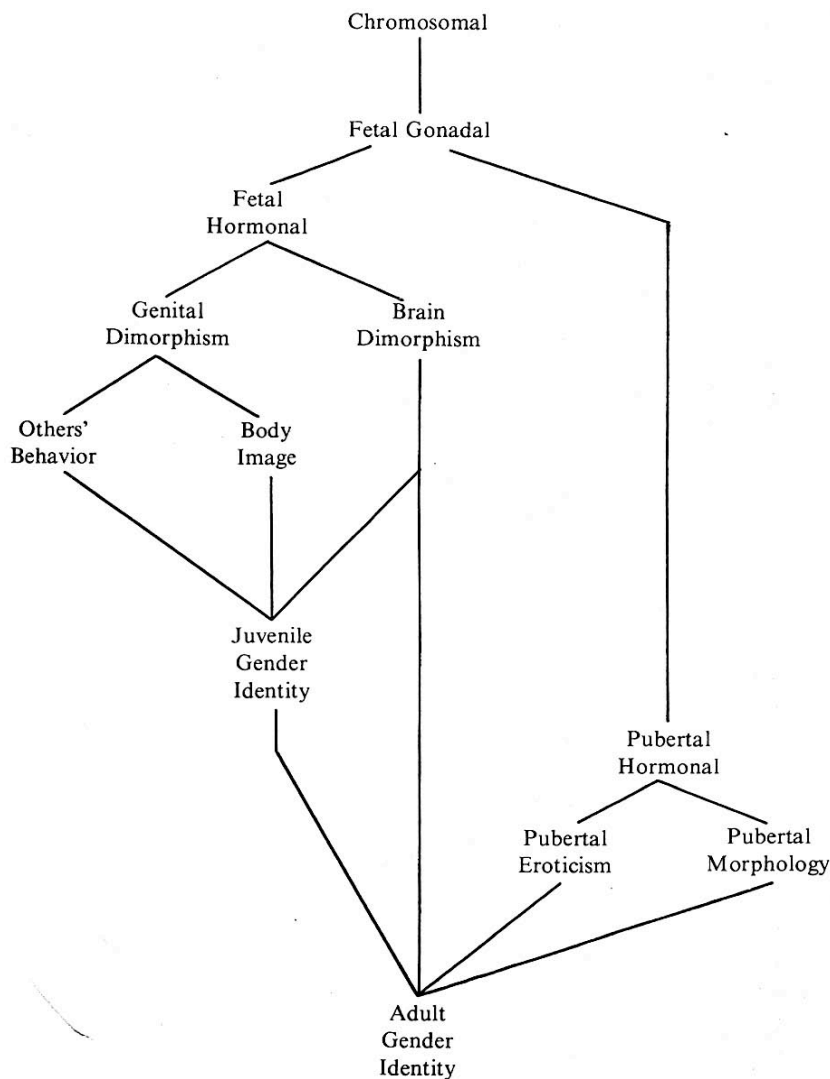 Chromosomal
Fetal Gonadal
Fetal
Hormonal
Genital
Dimorphism
Brain
Dimorphism
Others’
Behavior
Body
Image
Juvenile
Gender
Identity
Pubertal
Hormonal
Pubertal
Eroticism
Pubertal
Morphology
Adult
Gender
Identity